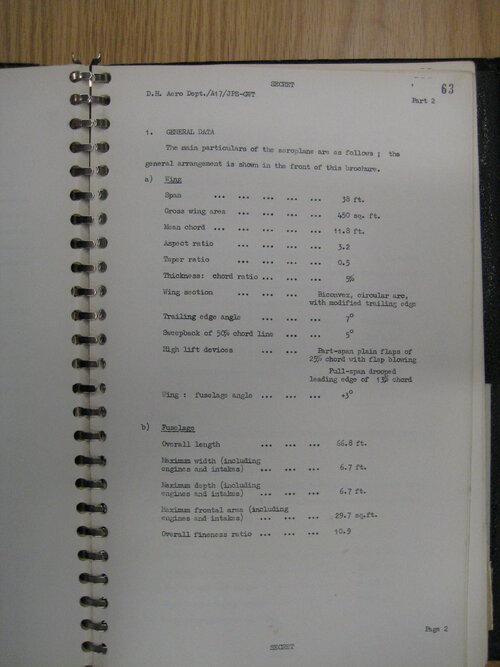 SECRET
63
D.H. Aero Dept./A17/JPE-GWT
Part 2
1. GENERAL DATA
The main particulars of the aeroplane are as follows ; the
general arrangement is shown in the front of this brochure.
a) Wing
Span ... ... ... ... ... 38 ft.
Gross wing area ... ... ... ... 450 sq. ft.
Mean chord ... ... ... ... ... 11.8 ft.
Aspect ratio ... ... ... ... 3.2
Taper ratio ... ... ... ... 0.5
Thickness: chord ratio ... ... ... 5%
Wing section ... ... ... Biconvex, circular arc,
with modified trailing edge
Trailing edge angle ... ... ... 7°
Sweepback of 50% chord line ... ... 5°
High lift devices ... ... Part-span plain flaps of
25% chord with flap blowing
Full-span drooped
leading edge of 13% chord
Wing : fuselage angle ... ... ... +3°
b) Fuselage
Overall length ... ... ... 66.8 ft.
Maximum width (including
engines and intakes) ... ... ... 6.7 ft.
Maximum depth (including
engines and intakes) ... ... ... 6.7 ft.
Maximum frontal area (including
engines and intakes) ... ... ... 29.7 sq.ft.
Overall fineness ratio ... ... ... 10.9
Page 2
SECRET